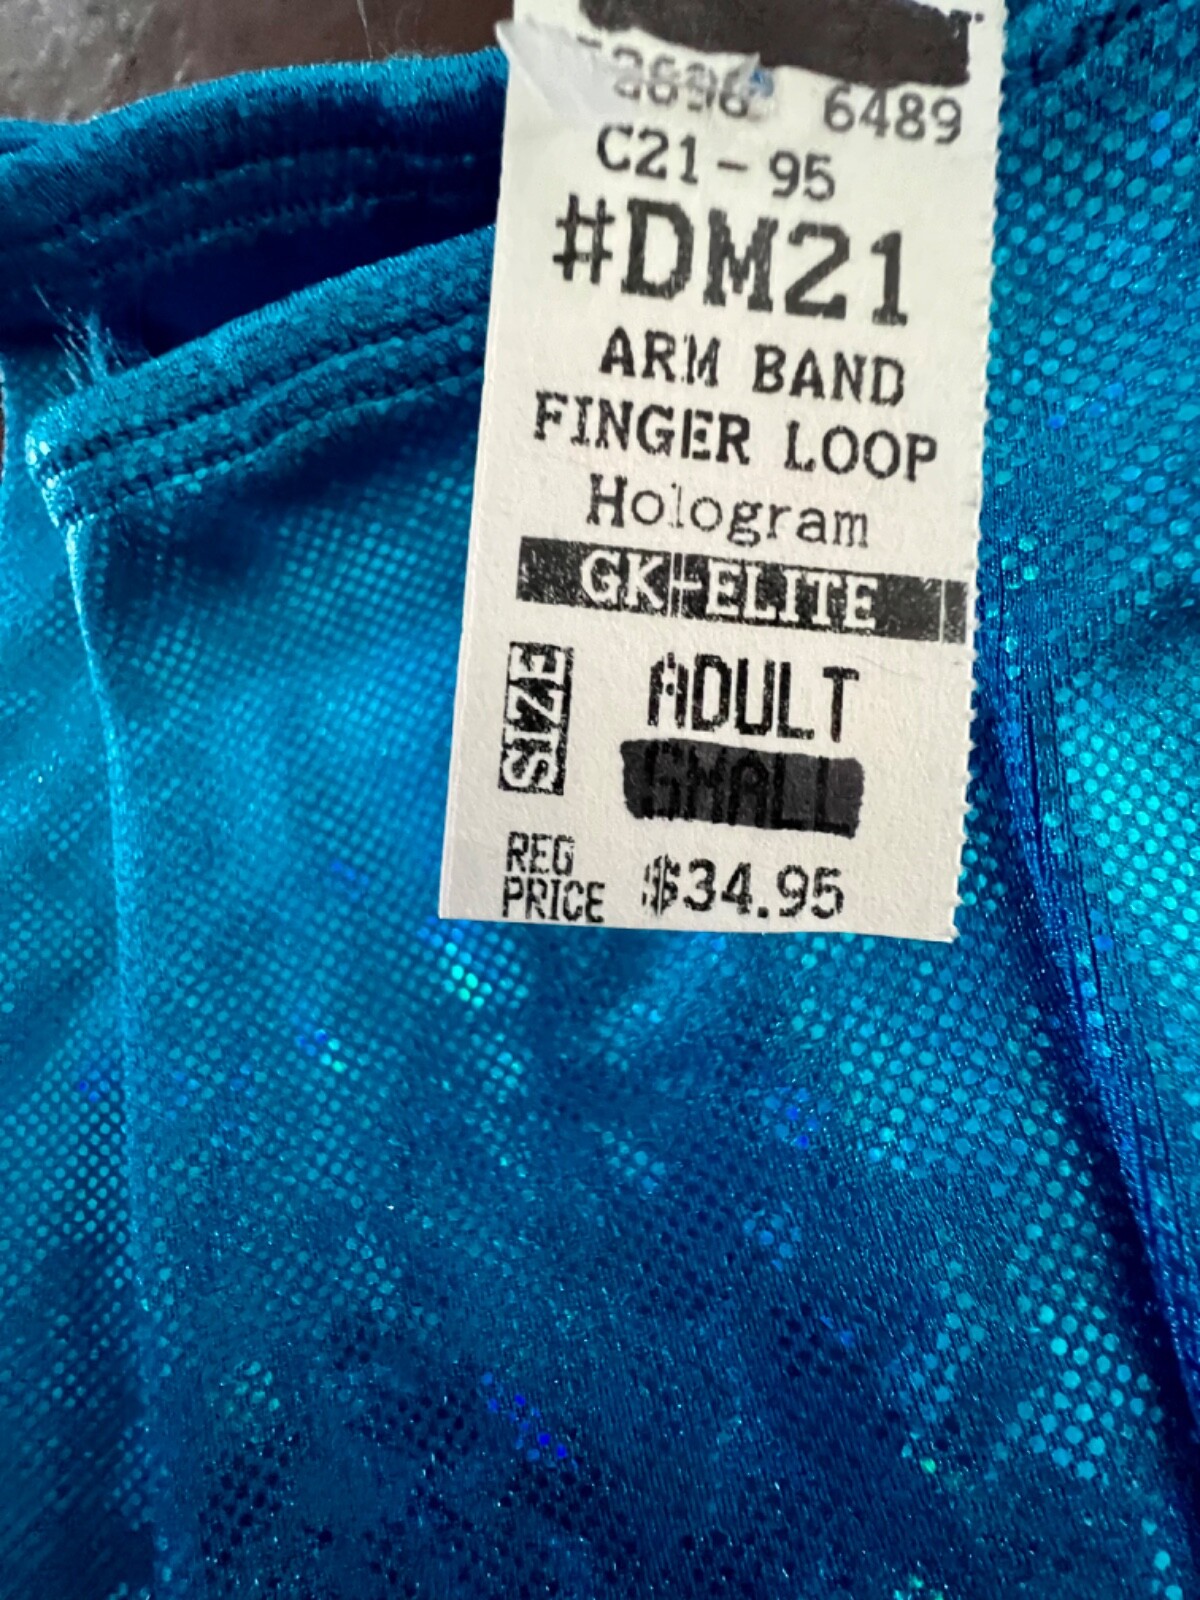 6489
C21-95
#DM21
ARM BAND
FINGER LOOP
Hologram
GK-ELITE
SIZE
ADULT
SMALL
REG
PRICE
$34.95